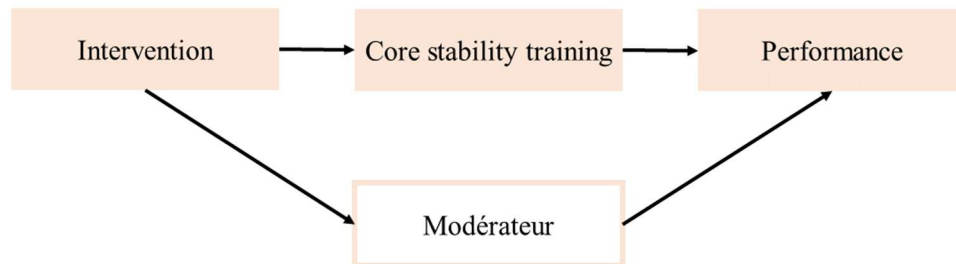 Intervention
Core stability training
Performance
Modérateur